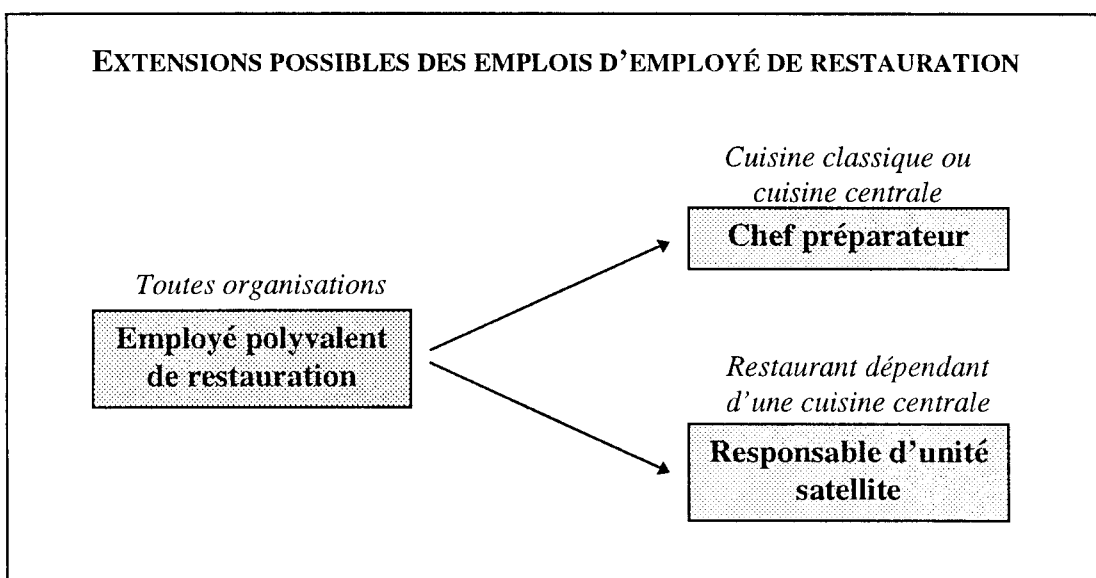 EXTENSIONS POSSIBLES DES EMPLOIS D'EMPLOYÉ DE RESTAURATION
Toutes organisations
Employé polyvalent
de restauration
Cuisine classique ou
cuisine centrale
Chef préparateur
Restaurant dépendant
d'une cuisine centrale
Responsable d'unité
satellite